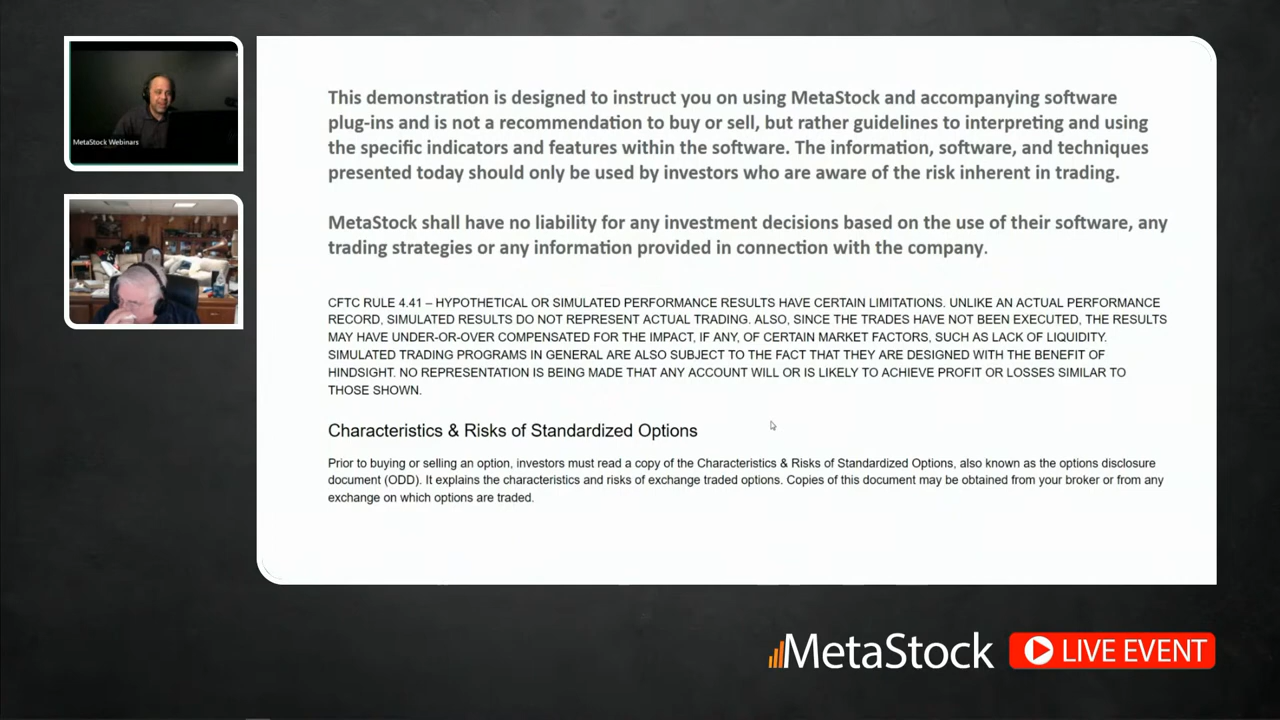 MetaStock Webinars
This demonstration is designed to instruct you on using MetaStock and accompanying software
plug-ins and is not a recommendation to buy or sell, but rather guidelines to interpreting and using
the specific indicators and features within the software. The information, software, and techniques
presented today should only be used by investors who are aware of the risk inherent in trading.
MetaStock shall have no liability for any investment decisions based on the use of their software, any
trading strategies or any information provided in connection with the company.
CFTC RULE 4.41 – HYPOTHETICAL OR SIMULATED PERFORMANCE RESULTS HAVE CERTAIN LIMITATIONS. UNLIKE AN ACTUAL PERFORMANCE
RECORD, SIMULATED RESULTS DO NOT REPRESENT ACTUAL TRADING. ALSO, SINCE THE TRADES HAVE NOT BEEN EXECUTED, THE RESULTS
MAY HAVE UNDER-OR-OVER COMPENSATED FOR THE IMPACT, IF ANY, OF CERTAIN MARKET FACTORS, SUCH AS LACK OF LIQUIDITY.
SIMULATED TRADING PROGRAMS IN GENERAL ARE ALSO SUBJECT TO THE FACT THAT THEY ARE DESIGNED WITH THE BENEFIT OF
HINDSIGHT. NO REPRESENTATION IS BEING MADE THAT ANY ACCOUNT WILL OR IS LIKELY TO ACHIEVE PROFIT OR LOSSES SIMILAR TO
THOSE SHOWN.
Characteristics & Risks of Standardized Options
Prior to buying or selling an option, investors must read a copy of the Characteristics & Risks of Standardized Options, also known as the options disclosure
document (ODD). It explains the characteristics and risks of exchange traded options. Copies of this document may be obtained from your broker or from any
exchange on which options are traded.
MetaStock LIVE EVENT